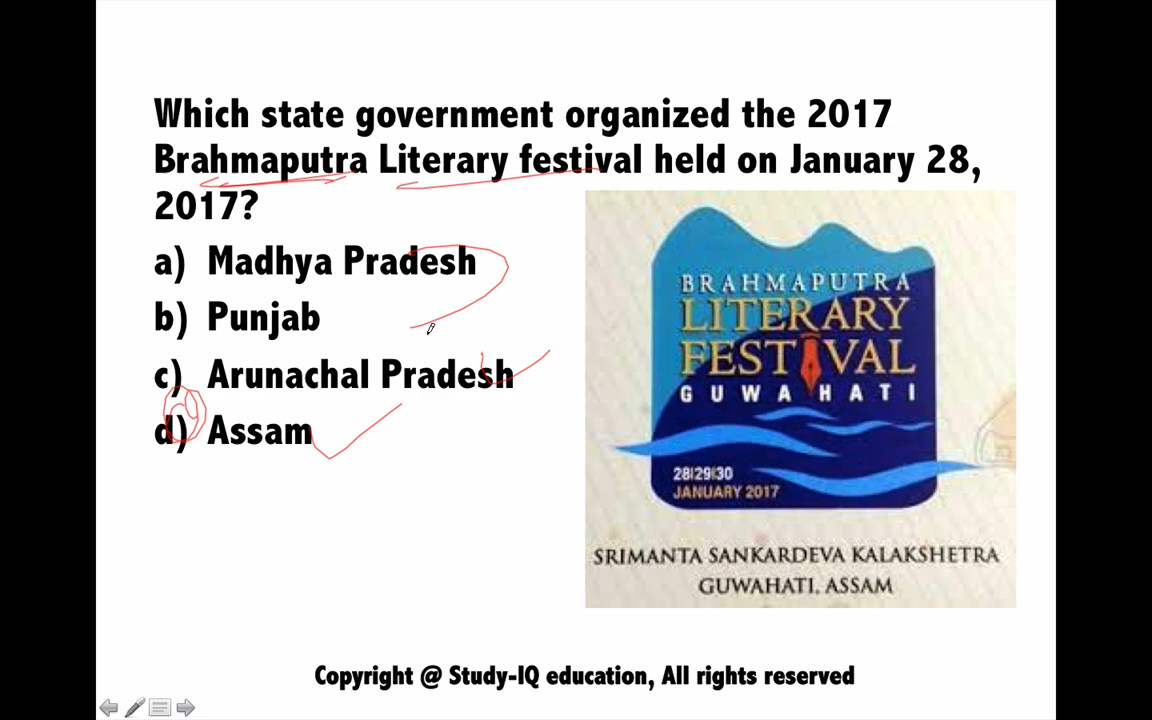 Which state government organized the 2017
Brahmaputra Literary festival held on January 28,
2017?
a) Madhya Pradesh
b) Punjab
c) Arunachal Pradesh
d) Assam
BRAHMAPUTRA
LITERARY
FESTIVAL
GUWAHATI
28|29|30
JANUARY 2017
SRIMANTA SANKARDEVA KALAKSHETRA
GUWAHATI, ASSAM
Copyright @ Study-IQ education, All rights reserved